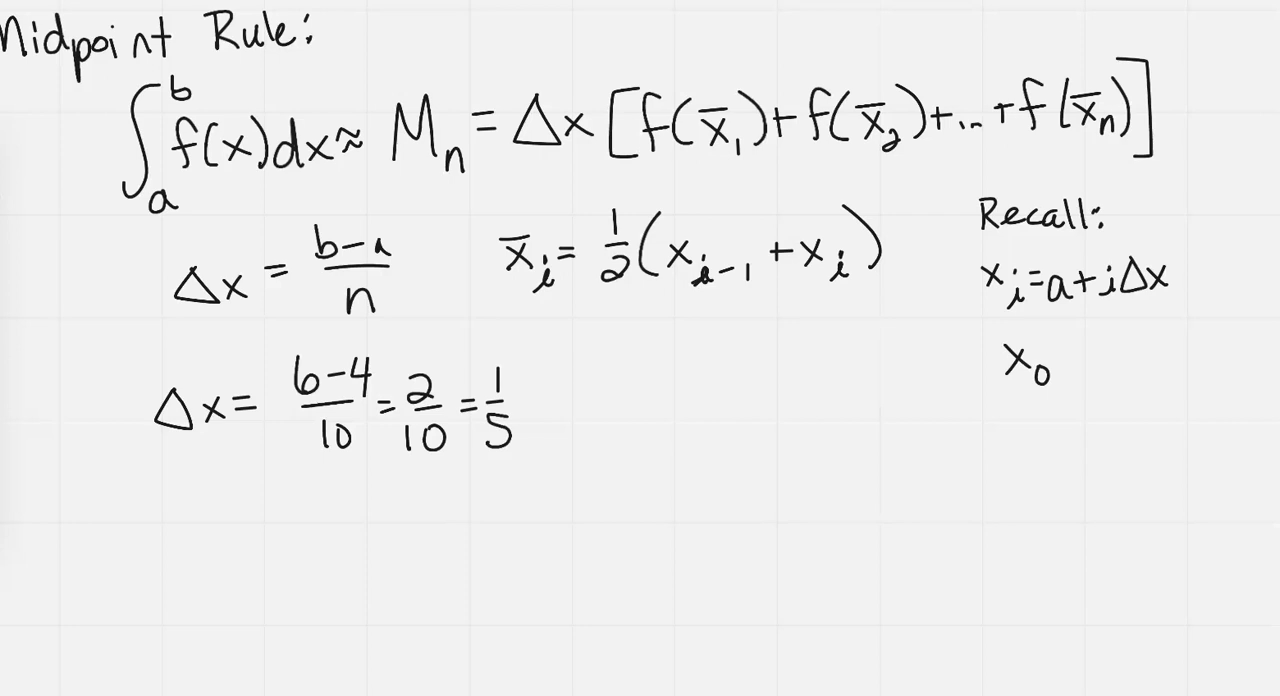 Midpoint Rule:
∫_a^b f(x)dx ≈ M_n = Δx [f(x̄_1)+f(x̄_2)+...+f(x̄_n)]
Recall:
Δx = (b-a)/n    x̄_i = 1/2(x_{i-1} + x_i)    x_i=a+iΔx
x_0
Δx = (6-4)/10 = 2/10 = 1/5